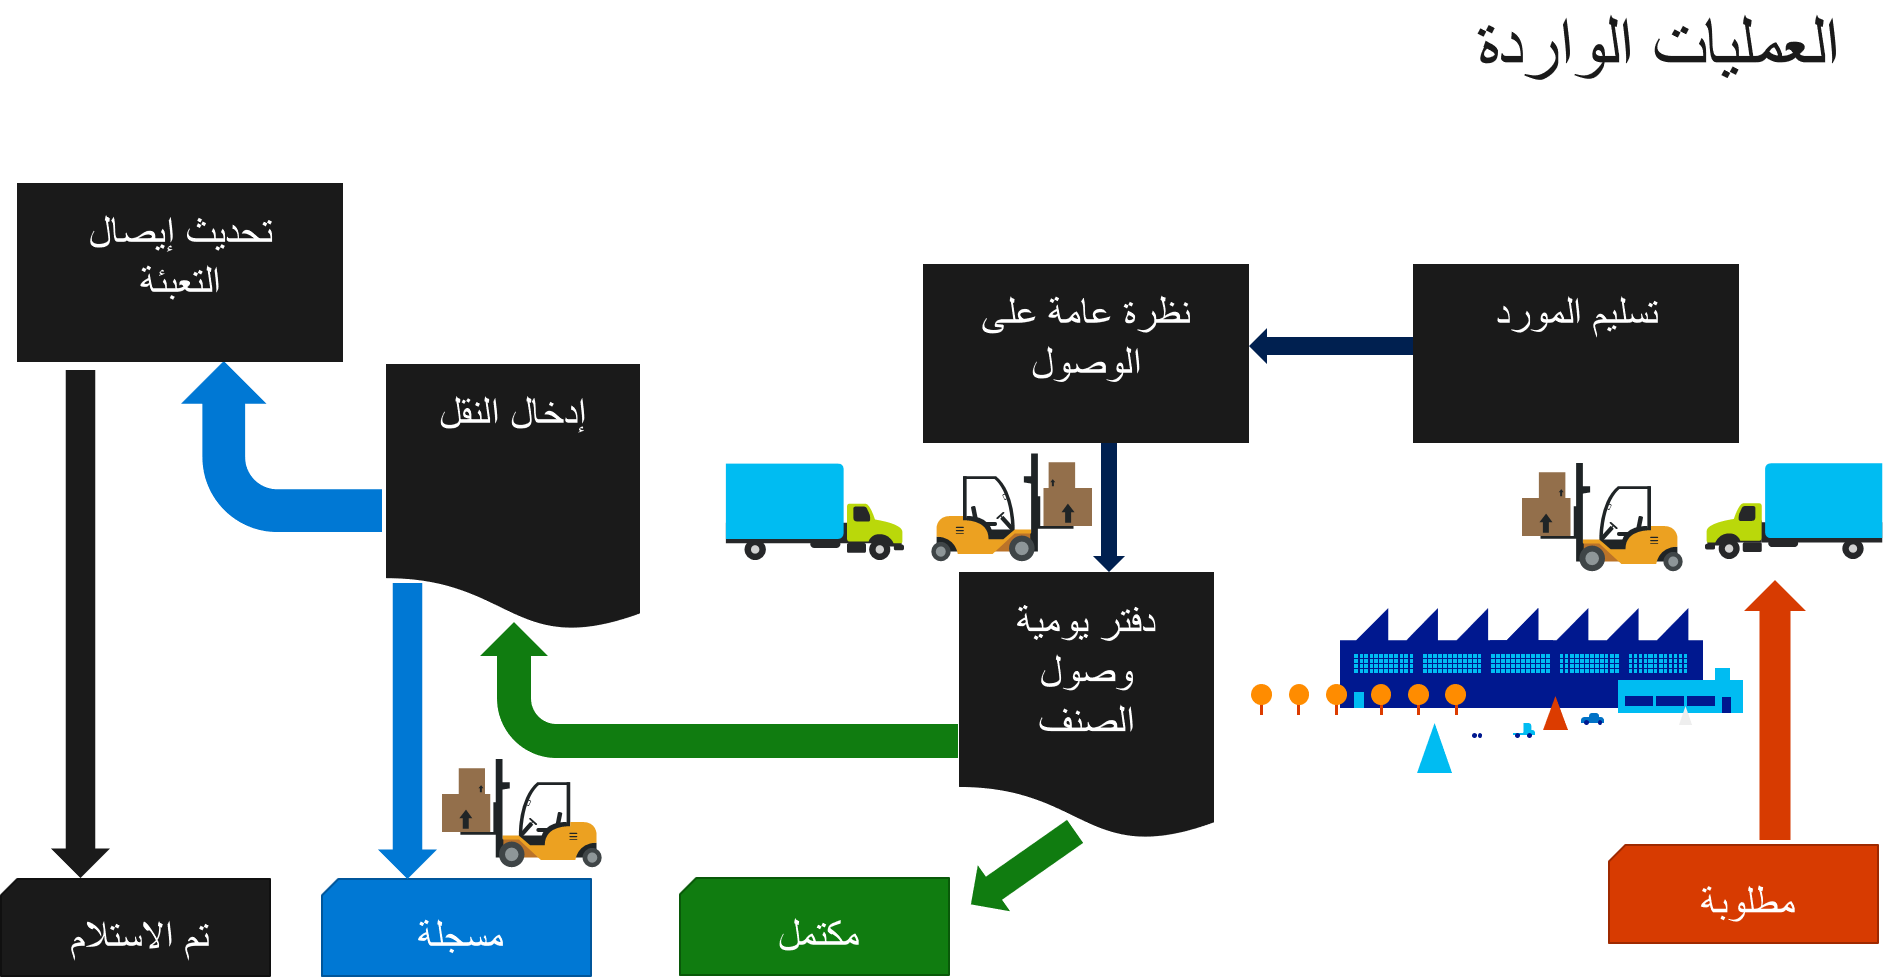 العمليات الواردة
تسليم المورد
نظرة عامة على
الوصول
دفتر يومية
وصول
الصنف
إدخال النقل
تحديث إيصال
التعبئة
مطلوبة
مكتمل
مسجلة
تم الاستلام